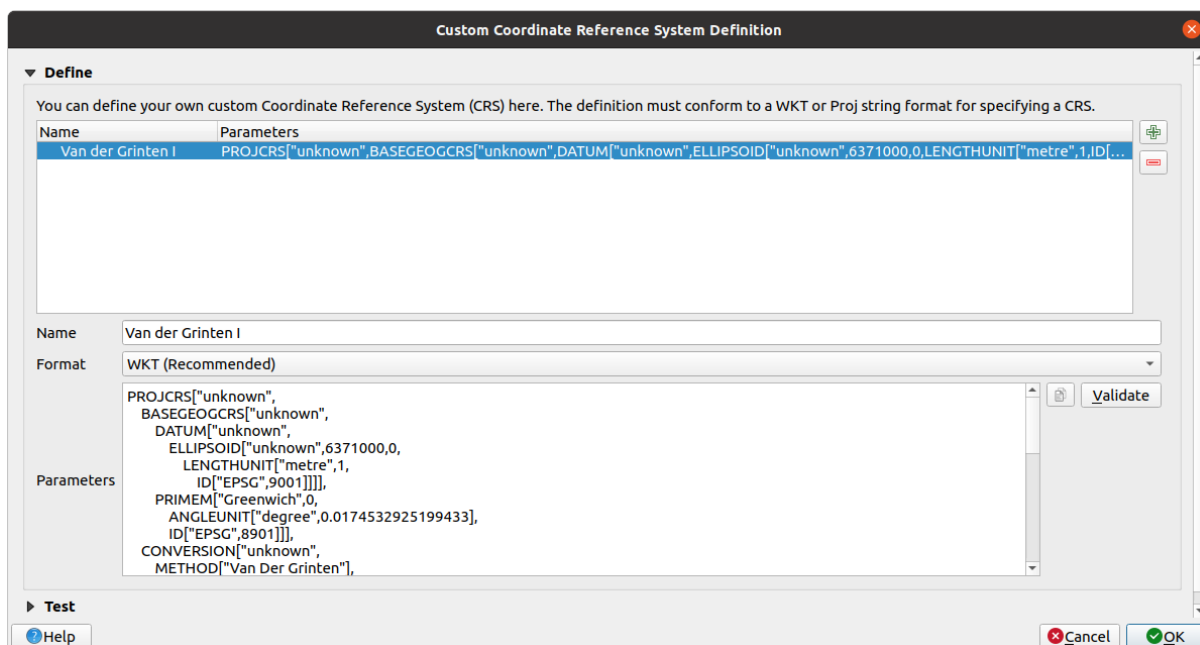 Custom Coordinate Reference System Definition
Define
You can define your own custom Coordinate Reference System (CRS) here. The definition must conform to a WKT or Proj string format for specifying a CRS.
Name Parameters
Van der Grinten I PROJCRS["unknown",BASEGEOGCRS["unknown",DATUM["unknown",ELLIPSOID["unknown",6371000,0,LENGTHUNIT["metre",1,ID[...
Name Van der Grinten I
Format WKT (Recommended)
Validate
PROJCRS["unknown",
BASEGEOGCRS["unknown",
DATUM["unknown",
ELLIPSOID["unknown",6371000,0,
LENGTHUNIT["metre",1,
ID["EPSG",9001]]]],
Parameters
PRIMEM["Greenwich",0,
ANGLEUNIT["degree",0.0174532925199433],
ID["EPSG",8901]]],
CONVERSION["unknown",
METHOD["Van Der Grinten"],
Test
Help Cancel OK